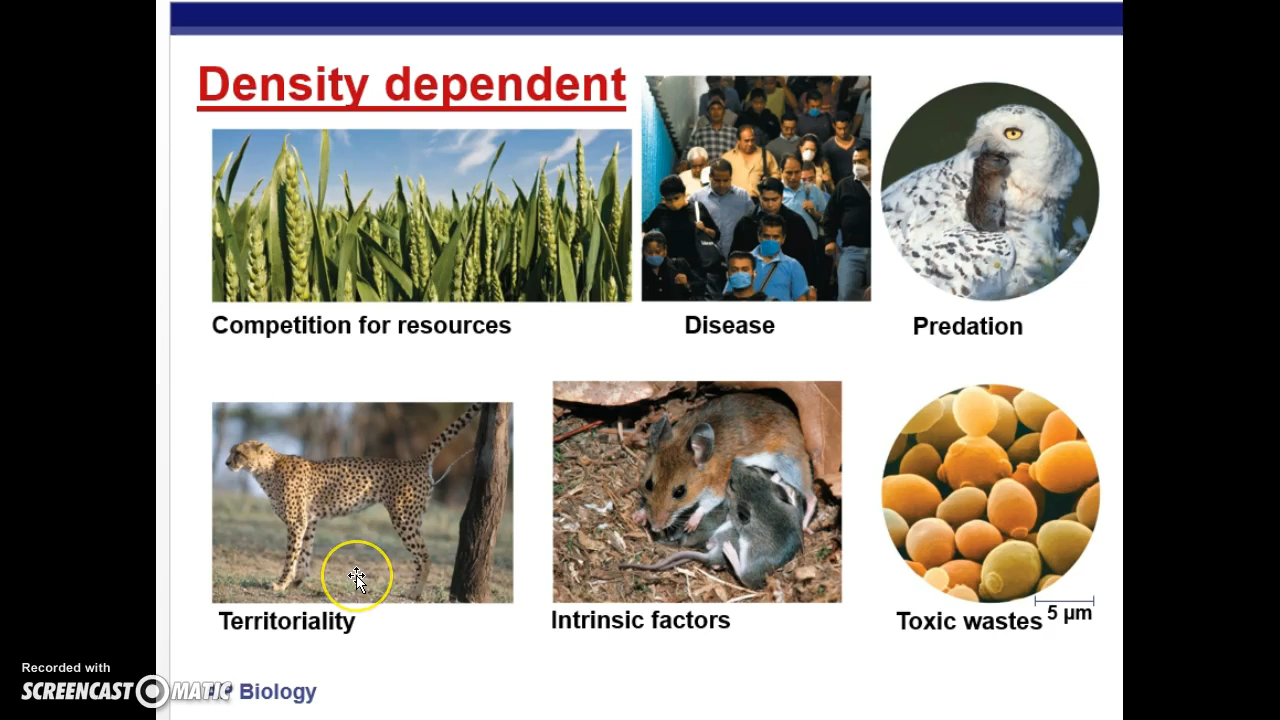 Density dependent
Competition for resources
Disease
Predation
Territoriality
Intrinsic factors
Toxic wastes
5 µm
Recorded with
SCREENCAST MATIC
AP Biology